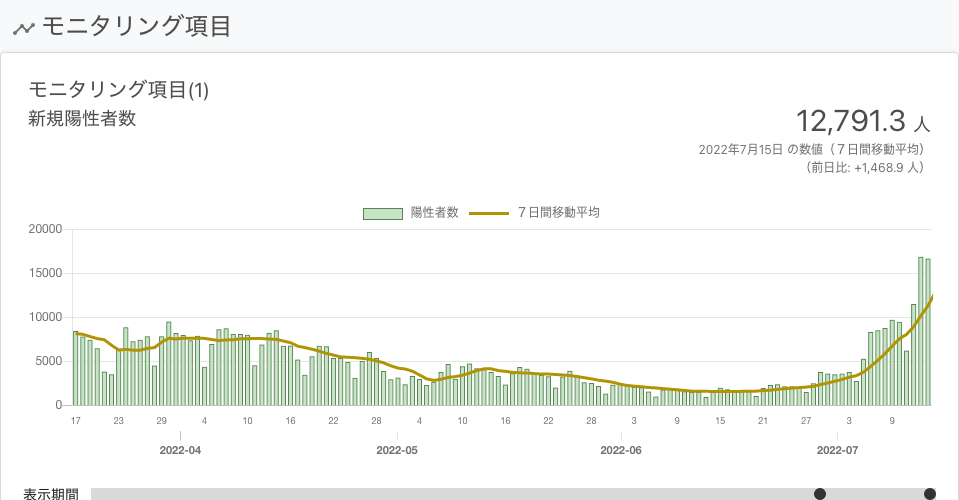 モニタリング項目
モニタリング項目(1)
新規陽性者数
12,791.3 人
2022年7月15日 の数値（７日間移動平均）
（前日比: +1,468.9 人）
陽性者数 ７日間移動平均
20000
15000
10000
5000
0
17 23 29 4 10 16 22 28 4 10 16 22 28 3 9 15 21 27 3 9
2022-04 2022-05 2022-06 2022-07
表示期間